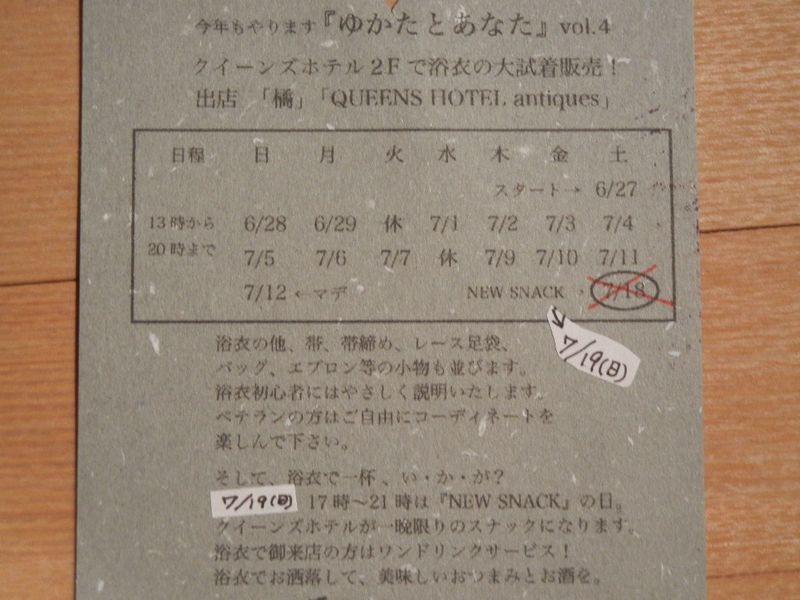 今年もやります『ゆかたとあなた』vol.4
クイーンズホテル2Fで浴衣の大試着販売！
出店 「橘」「QUEENS HOTEL antiques」
日程 日 月 火 水 木 金 土
スタート→ 6/27
13時から 6/28 6/29 休 7/1 7/2 7/3 7/4
20時まで 7/5 7/6 7/7 休 7/9 7/10 7/11
7/12 ←マデ NEW SNACK → 7/18
7/19(日)
浴衣の他、帯、帯締め、レース足袋、
バッグ、エプロン等の小物も並びます。
浴衣初心者にはやさしく説明いたします。
ベテランの方はご自由にコーディネートを
楽しんで下さい。
そして、浴衣で一杯、い・か・が？
7/19(日) 17時～21時は『NEW SNACK』の日。
クイーンズホテルが一晩限りのスナックになります。
浴衣で御来店の方はワンドリンクサービス！
浴衣でお洒落して、美味しいおつまみとお酒を。